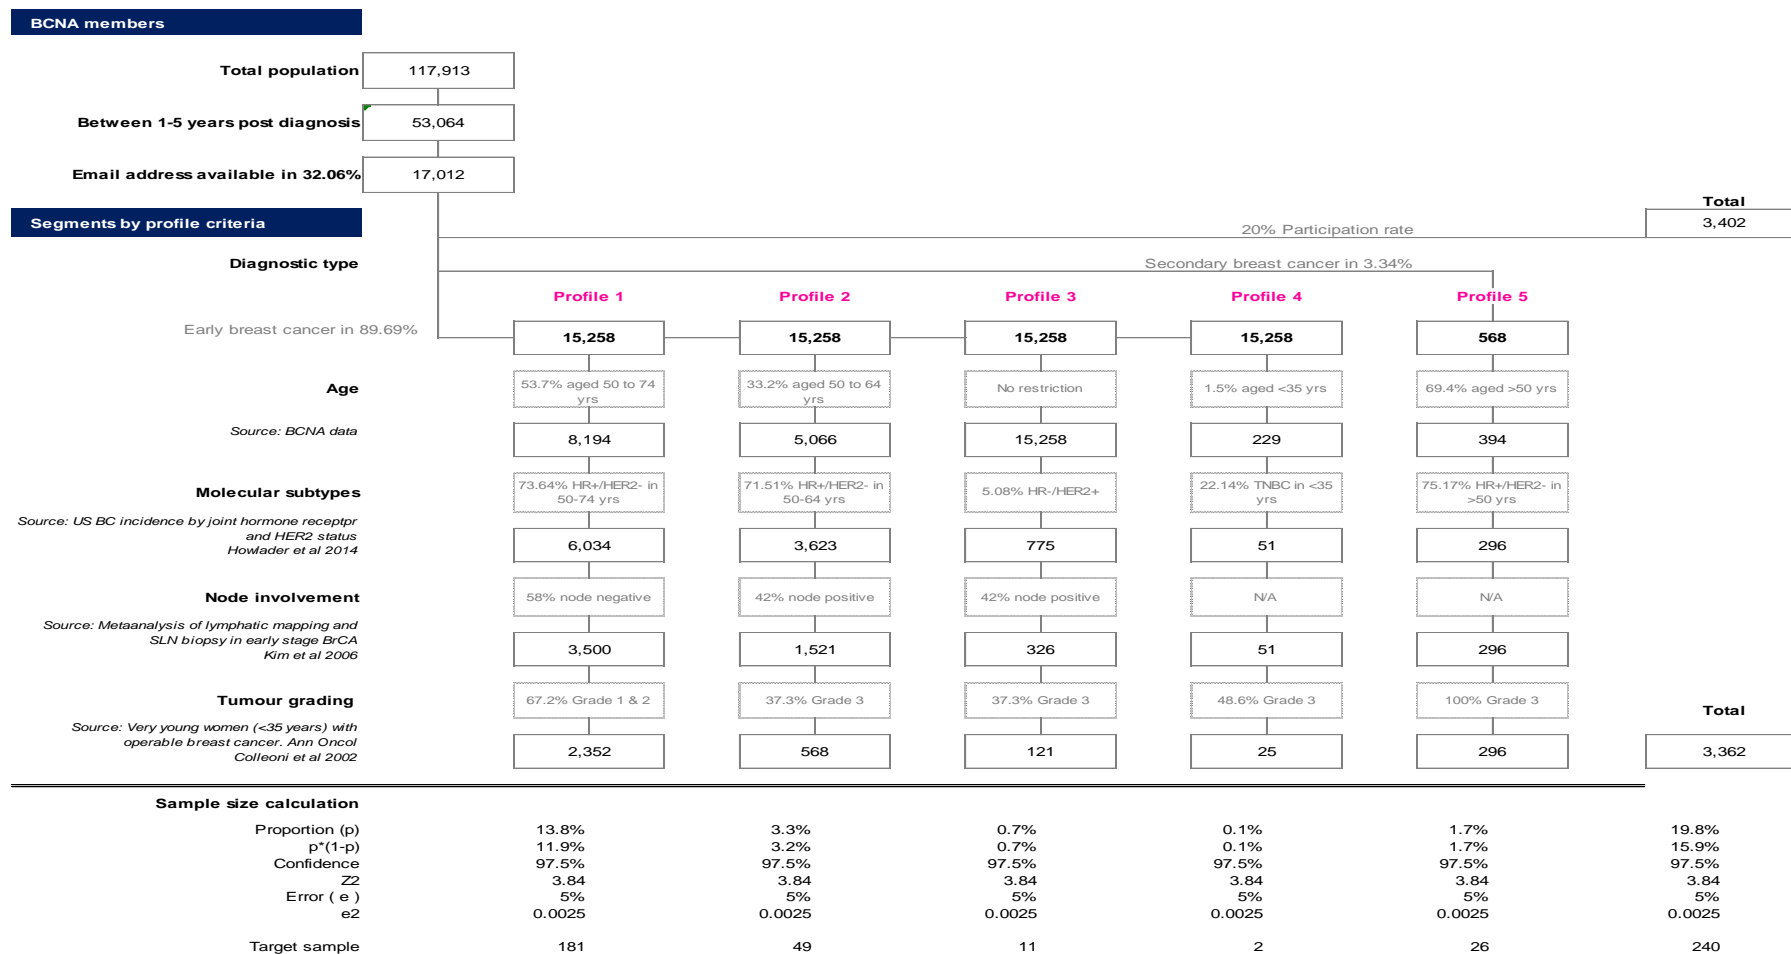 BCNA members
Total population 117,913
Between 1-5 years post diagnosis 53,064
Email address available in 32.06% 17,012
Total
Segments by profile criteria
20% Participation rate 3,402
Diagnostic type
Secondary breast cancer in 3.34%
Profile 1 Profile 2 Profile 3 Profile 4 Profile 5
Early breast cancer in 89.69%
15,258 15,258 15,258 15,258 568
Age
53.7% aged 50 to 74
yrs
33.2% aged 50 to 64
yrs
No restriction
1.5% aged <35 yrs
69.4% aged >50 yrs
Source: BCNA data
8,194 5,066 15,258 229 394
Molecular subtypes
73.64% HR+/HER2- in
50-74 yrs
71.51% HR+/HER2- in
50-64 yrs
5.08% HR-/HER2+
22.14% TNBC in <35
yrs
75.17% HR+/HER2- in
>50 yrs
Source: US BC incidence by joint hormone receptpr
and HER2 status
Howlader et al 2014
6,034 3,623 775 51 296
Node involvement
58% node negative 42% node positive 42% node positive N/A N/A
Source: Metaanalysis of lymphatic mapping and
SLN biopsy in early stage BrCA
Kim et al 2006
3,500 1,521 326 51 296
Tumour grading
67.2% Grade 1 & 2 37.3% Grade 3 37.3% Grade 3 48.6% Grade 3 100% Grade 3
Total
Source: Very young women (<35 years) with
operable breast cancer. Ann Oncol
Colleoni et al 2002
2,352 568 121 25 296 3,362
Sample size calculation
Proportion (p) 13.8% 3.3% 0.7% 0.1% 1.7% 19.8%
p*(1-p) 11.9% 3.2% 0.7% 0.1% 1.7% 15.9%
Confidence 97.5% 97.5% 97.5% 97.5% 97.5% 97.5%
Z2 3.84 3.84 3.84 3.84 3.84 3.84
Error ( e ) 5% 5% 5% 5% 5% 5%
e2 0.0025 0.0025 0.0025 0.0025 0.0025 0.0025
Target sample 181 49 11 2 26 240